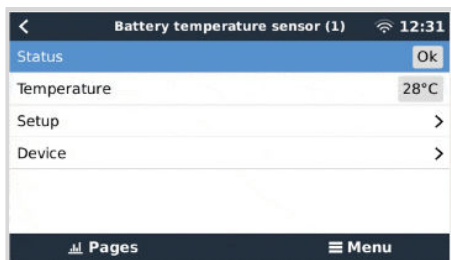 Battery temperature sensor (1) 12:31
Status Ok
Temperature 28°C
Setup
Device
Pages Menu